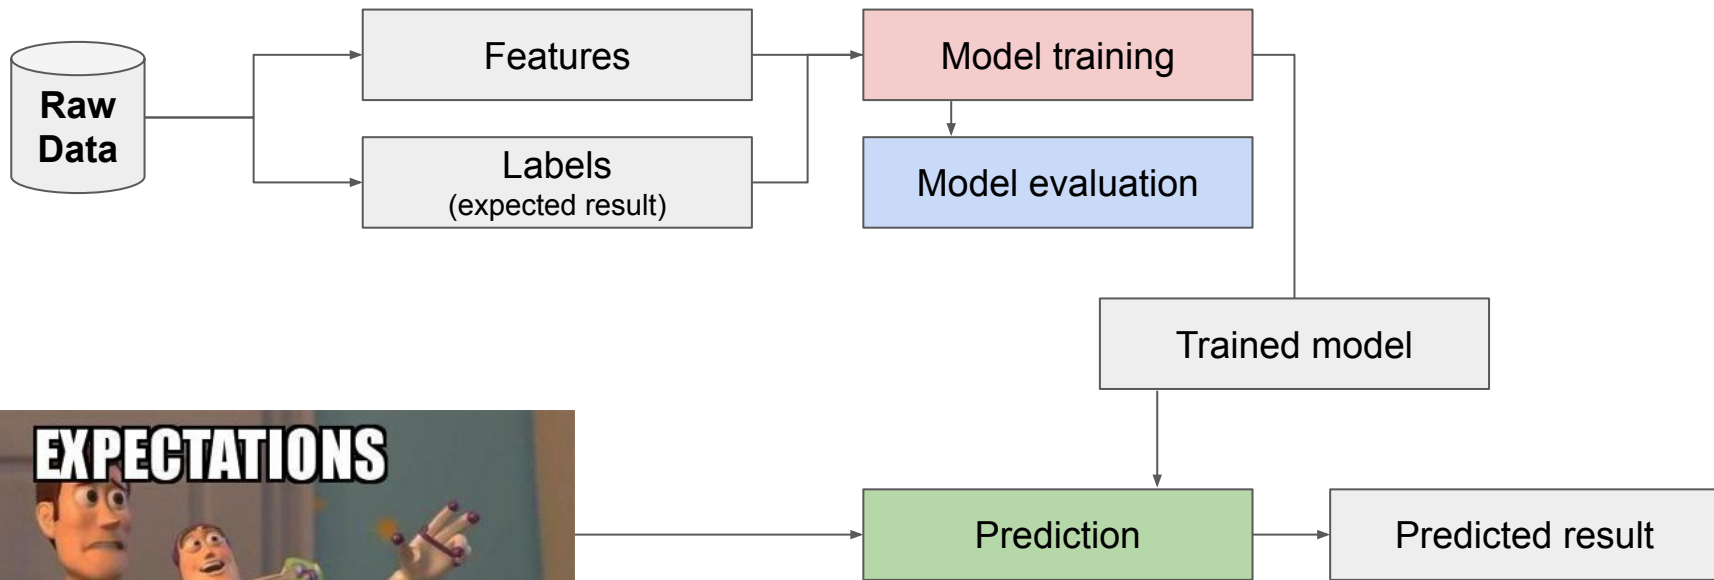 Raw
Data
Features
Labels
(expected result)
Model training
Model evaluation
Trained model
EXPECTATIONS
Prediction
Predicted result